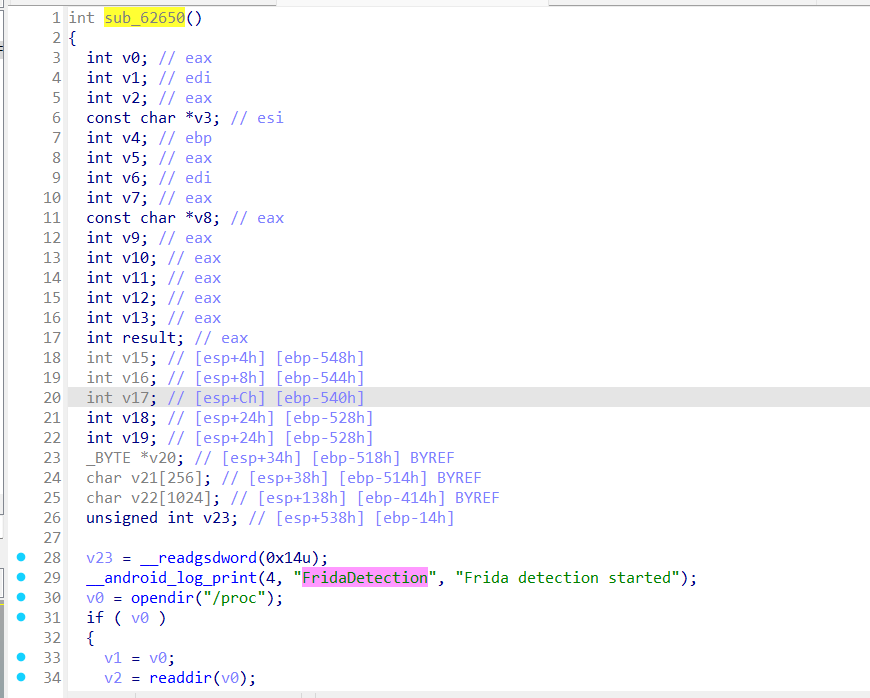 1 int sub_62650()
2 {
3 int v0; // eax
4 int v1; // edi
5 int v2; // eax
6 const char *v3; // esi
7 int v4; // ebp
8 int v5; // eax
9 int v6; // edi
10 int v7; // eax
11 const char *v8; // eax
12 int v9; // eax
13 int v10; // eax
14 int v11; // eax
15 int v12; // eax
16 int v13; // eax
17 int result; // eax
18 int v15; // [esp+4h] [ebp-548h]
19 int v16; // [esp+8h] [ebp-544h]
20 int v17; // [esp+Ch] [ebp-540h]
21 int v18; // [esp+24h] [ebp-528h]
22 int v19; // [esp+24h] [ebp-528h]
23 _BYTE *v20; // [esp+34h] [ebp-518h] BYREF
24 char v21[256]; // [esp+38h] [ebp-514h] BYREF
25 char v22[1024]; // [esp+138h] [ebp-414h] BYREF
26 unsigned int v23; // [esp+538h] [ebp-14h]
27
28 v23 = __readgsdword(0x14u);
29 __android_log_print(4, "FridaDetection", "Frida detection started");
30 v0 = opendir("/proc");
31 if ( v0 )
32 {
33 v1 = v0;
34 v2 = readdir(v0);